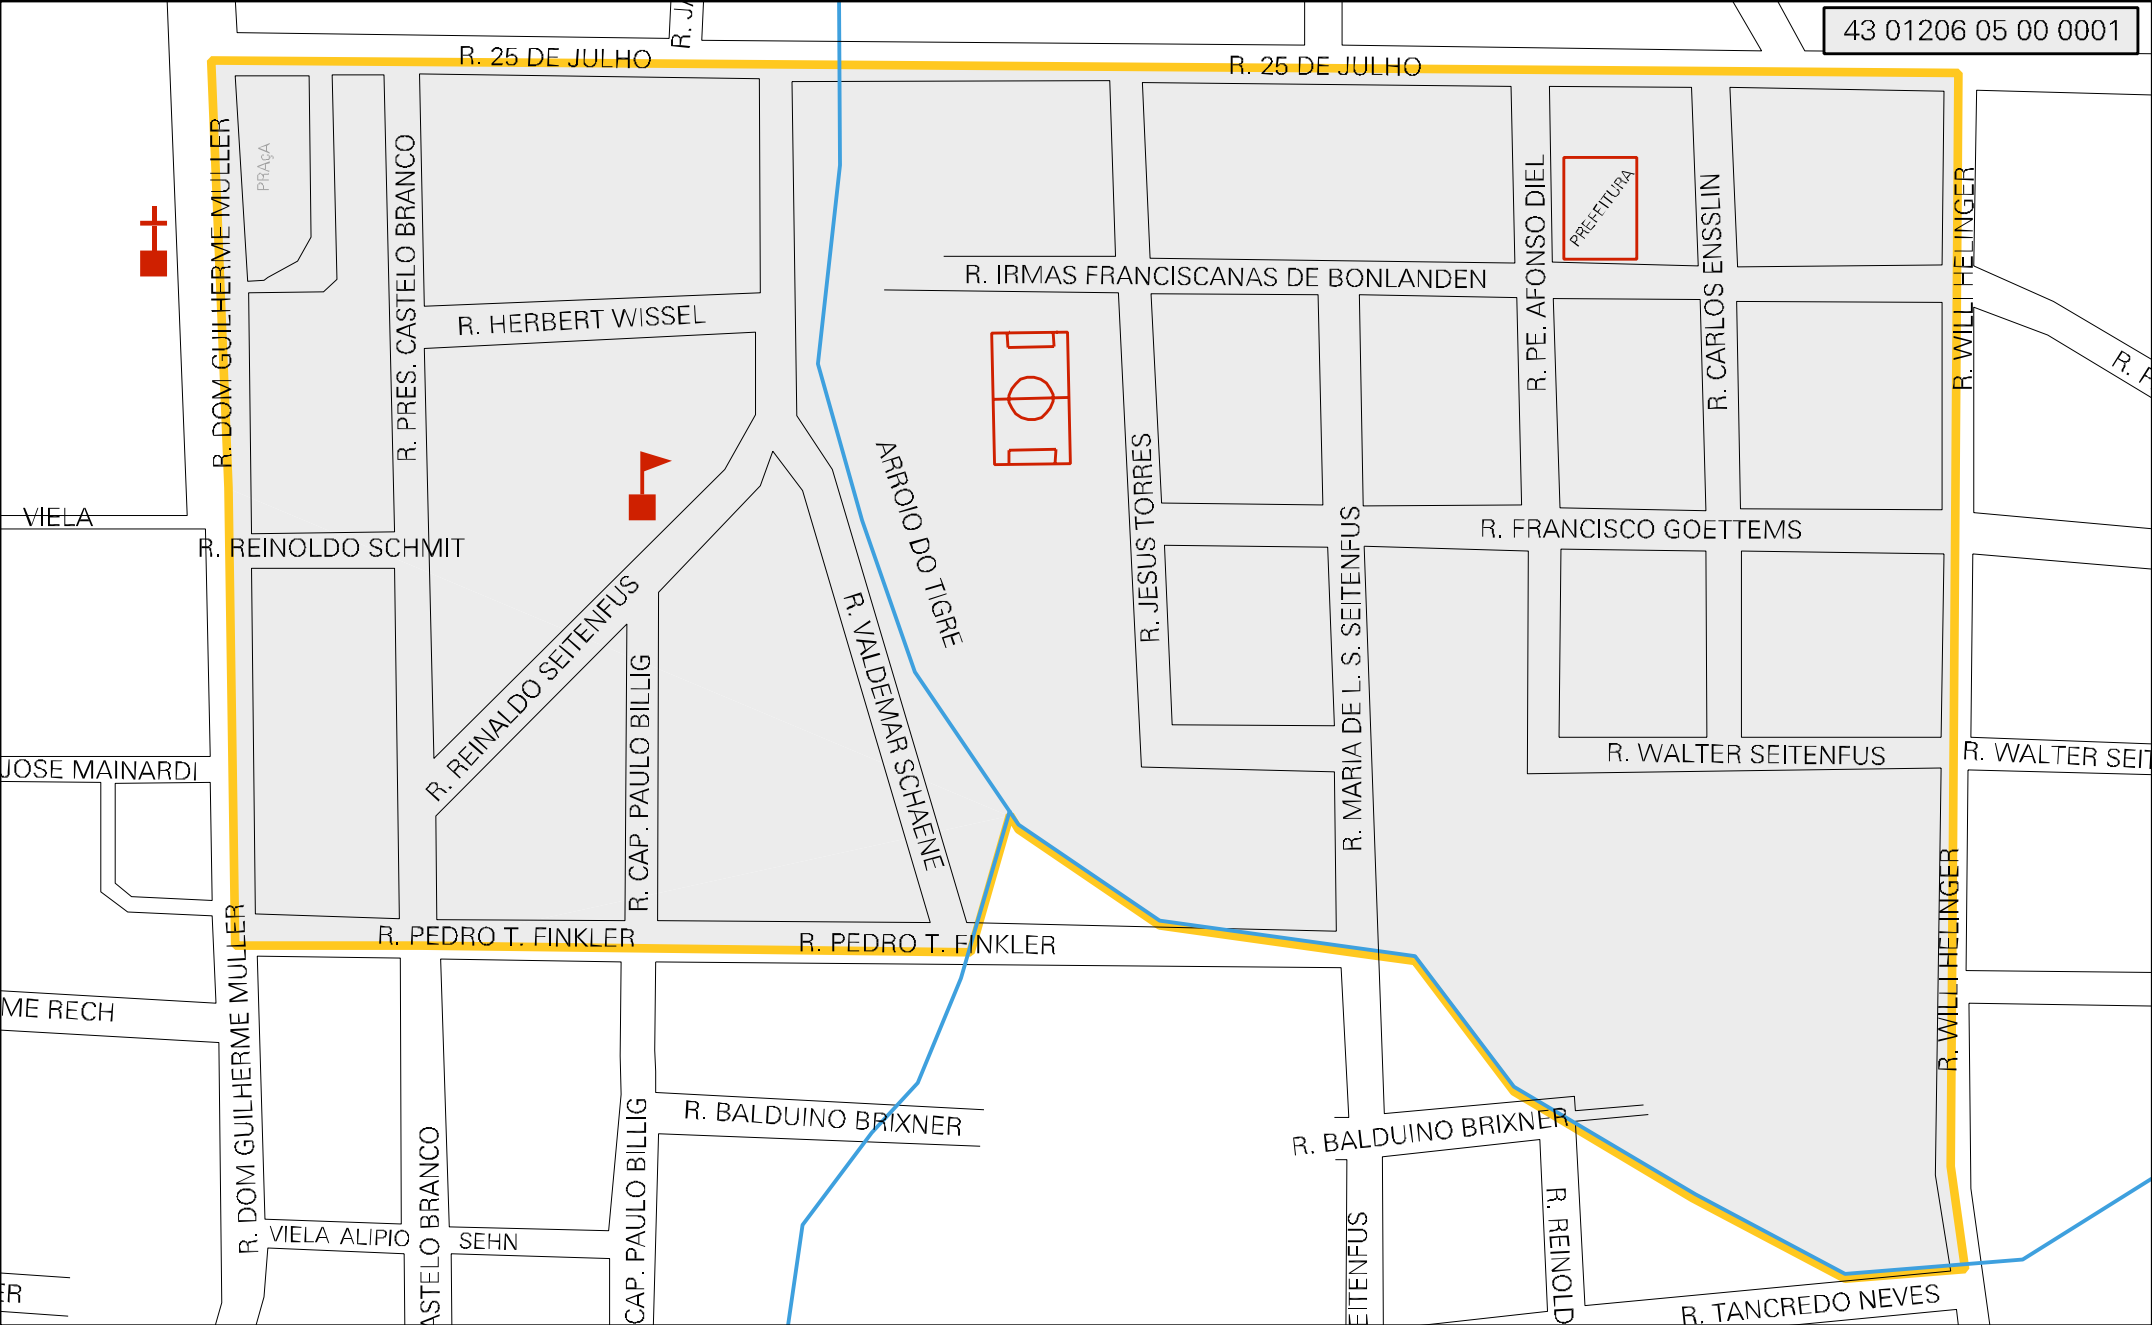 43 01206 05 00 0001
R. 25 DE JULHO
R. 25 DE JULHO
R. DOM GUILHERME MULLER
PRAçA
R. PRES. CASTELO BRANCO
R. PE. AFONSO DIEL
PREFEITURA
R. CARLOS ENSSLIN
R. WILLI HELINGER
R. IRMAS FRANCISCANAS DE BONLANDEN
R. HERBERT WISSEL
ARROIO DO TIGRE
R. JESUS TORRES
R. MARIA DE L. S. SEITENFUS
R. FRANCISCO GOETTEMS
VIELA
R. REINOLDO SCHMIT
R. REINALDO SEITENFUS
R. CAP. PAULO BILLIG
R. VALDEMAR SCHAENE
R. WALTER SEITENFUS
R. WALTER SEIT
JOSE MAINARDI
R. PEDRO T. FINKLER
R. PEDRO T. FINKLER
R. WILLI HELINGER
R. DOM GUILHERME MULLER
ME RECH
R. BALDUINO BRIXNER
R. BALDUINO BRIXNER
ASTELO BRANCO
CAP. PAULO BILLIG
VIELA ALIPIO SEHN
EITENFUS
R. REINOLD
R. TANCREDO NEVES
ER